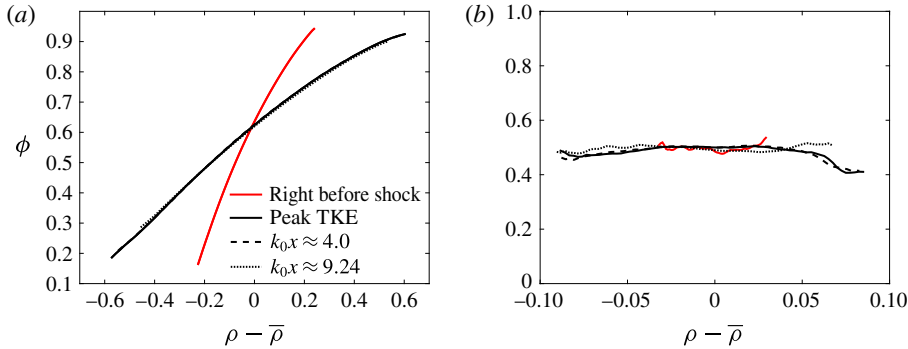 (a)
0.9
0.8
0.7
0.6
0.5
0.4
0.3
0.2
0.1
ϕ
Right before shock
Peak TKE
k₀x ≈ 4.0
k₀x ≈ 9.24
−0.6 −0.4 −0.2 0 0.2 0.4 0.6
ρ − ρ̅
(b)
1.0
0.8
0.6
0.4
0.2
0
−0.10 −0.05 0 0.05 0.10
ρ − ρ̅